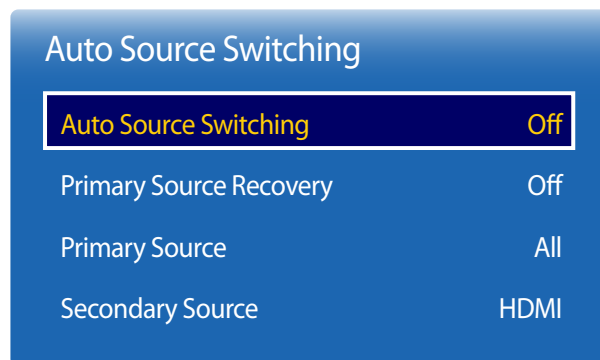 Auto Source Switching
Auto Source Switching Off
Primary Source Recovery Off
Primary Source All
Secondary Source HDMI